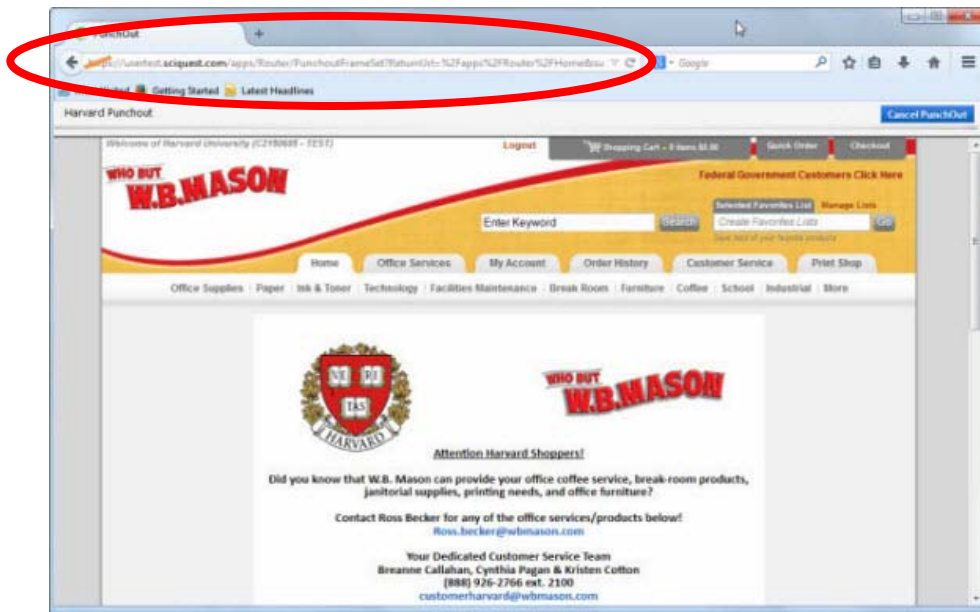 PunchOut
usertest.sciquest.com/apps/Router/PunchoutFrameSet?ReturnUrl=%2Fapps%2FRouter%2FHome
Google
Getting Started Latest Headlines
Harvard Punchout
Cancel PunchOut
Welcome of Harvard University
Logout
Shopping Cart - 0 items $0.00
Quick Order
Checkout
WHO BUT
W.B.MASON
Federal Government Customers Click Here
Selected Favorites List Manage Lists
Enter Keyword
Search
Create Favorites Lists
Go
Home Office Services My Account Order History Customer Service Print Shop
Office Supplies Paper Ink & Toner Technology Facilities Maintenance Break Room Furniture Coffee School Industrial More
VE RI
TAS
HARVARD
WHO BUT
W.B.MASON
Attention Harvard Shoppers!
Did you know that W.B. Mason can provide your office coffee service, break-room products,
janitorial supplies, printing needs, and office furniture?
Contact Ross Becker for any of the office services/products below!
Ross.becker@wbmason.com
Your Dedicated Customer Service Team
Breanne Callahan, Cynthia Pagan & Kristen Cotton
(888) 926-2766 ext. 2100
customerharvard@wbmason.com